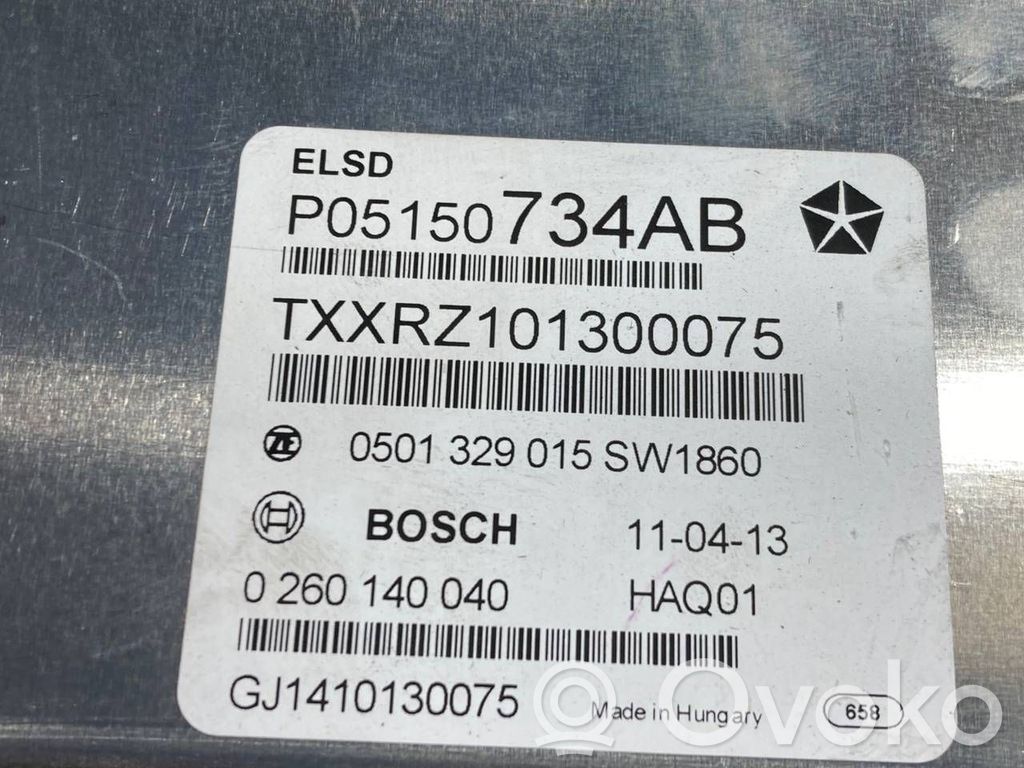 ELSD
P05150734AB
TXXRZ101300075
ZF 0501 329 015 SW1860
BOSCH 11-04-13
0 260 140 040 HAQ01
GJ1410130075 Made in Hungary 658
Ovoko